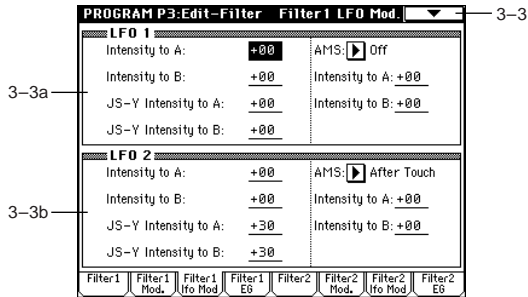 PROGRAM P3:Edit-Filter Filter1 LFO Mod.
3–3
LFO 1
Intensity to A: +00 AMS: Off
Intensity to B: +00 Intensity to A: +00
3–3a
JS-Y Intensity to A: +00 Intensity to B: +00
JS-Y Intensity to B: +00
LFO 2
Intensity to A: +00 AMS: After Touch
Intensity to B: +00 Intensity to A: +00
3–3b
JS-Y Intensity to A: +30 Intensity to B: +00
JS-Y Intensity to B: +30
Filter1 Filter1 Mod. Filter1 lfo Mod Filter1 EG Filter2 Filter2 Mod. Filter2 lfo Mod Filter2 EG